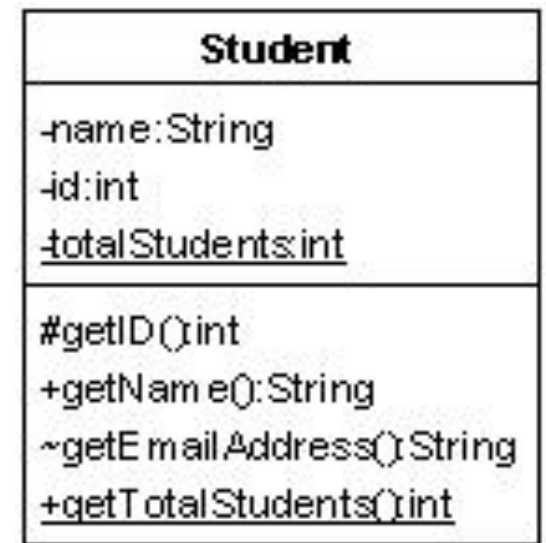 Student
-name:String
-id:int
-totalStudents:int
#getID():int
+getName():String
~getEmailAddress():String
+getTotalStudents():int